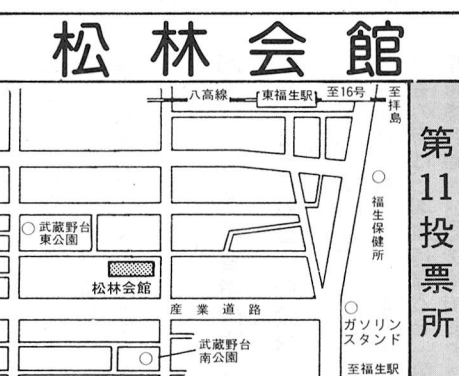 松林会館
八高線
東福生駅
至16号
至拝島
第11投票所
福生保健所
武蔵野台
東公園
松林会館
産業道路
ガソリン
スタンド
武蔵野台
南公園
至福生駅